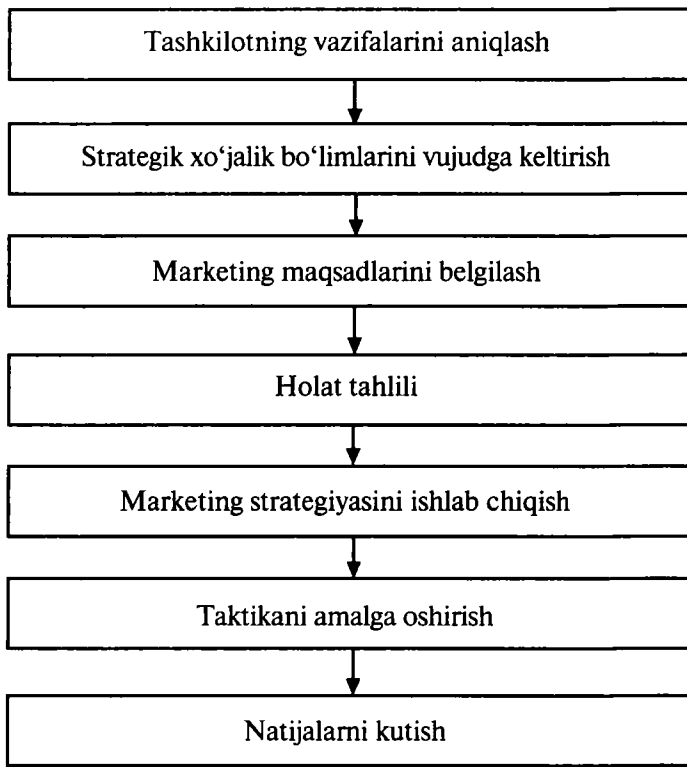 Tashkilotning vazifalarini aniqlash
Strategik xo‘jalik bo‘limlarini vujudga keltirish
Marketing maqsadlarini belgilash
Holat tahlili
Marketing strategiyasini ishlab chiqish
Taktikani amalga oshirish
Natijalarni kutish